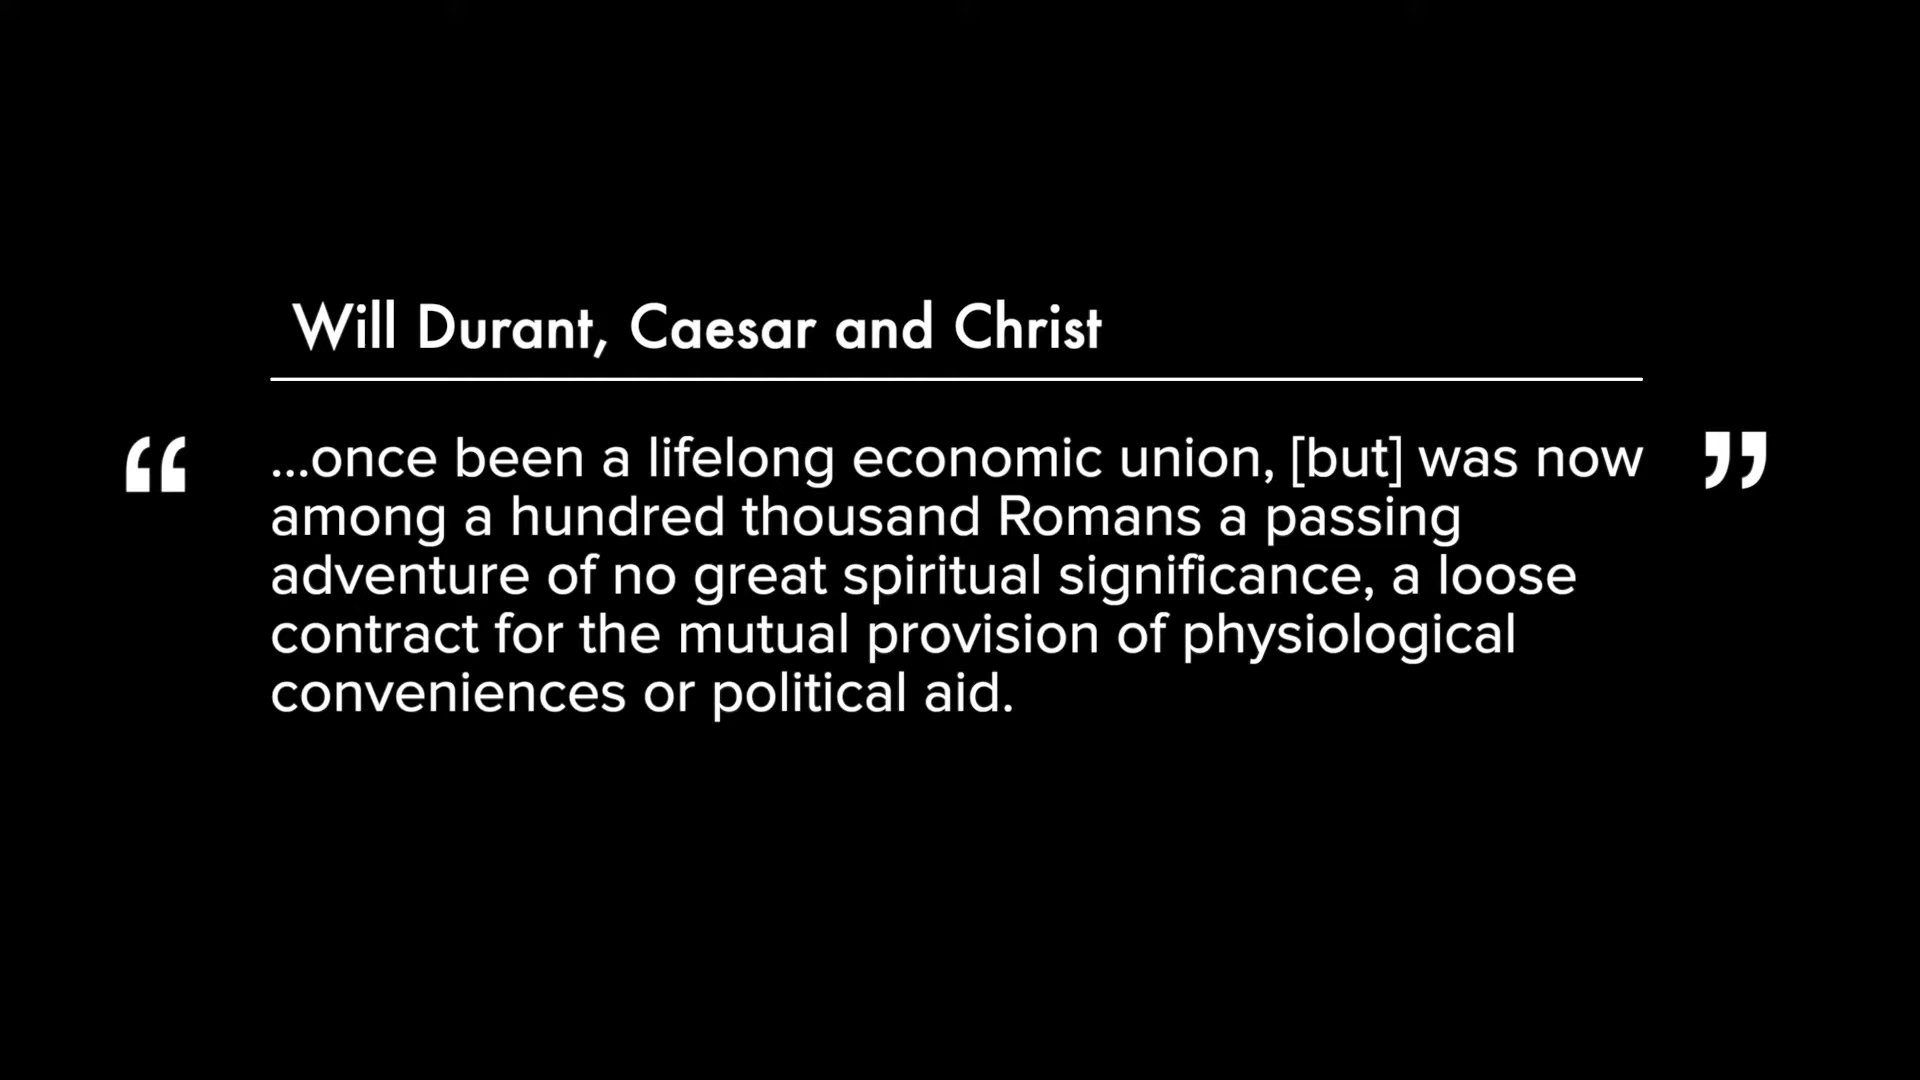 Will Durant, Caesar and Christ
“ ...once been a lifelong economic union, [but] was now ”
among a hundred thousand Romans a passing
adventure of no great spiritual significance, a loose
contract for the mutual provision of physiological
conveniences or political aid.